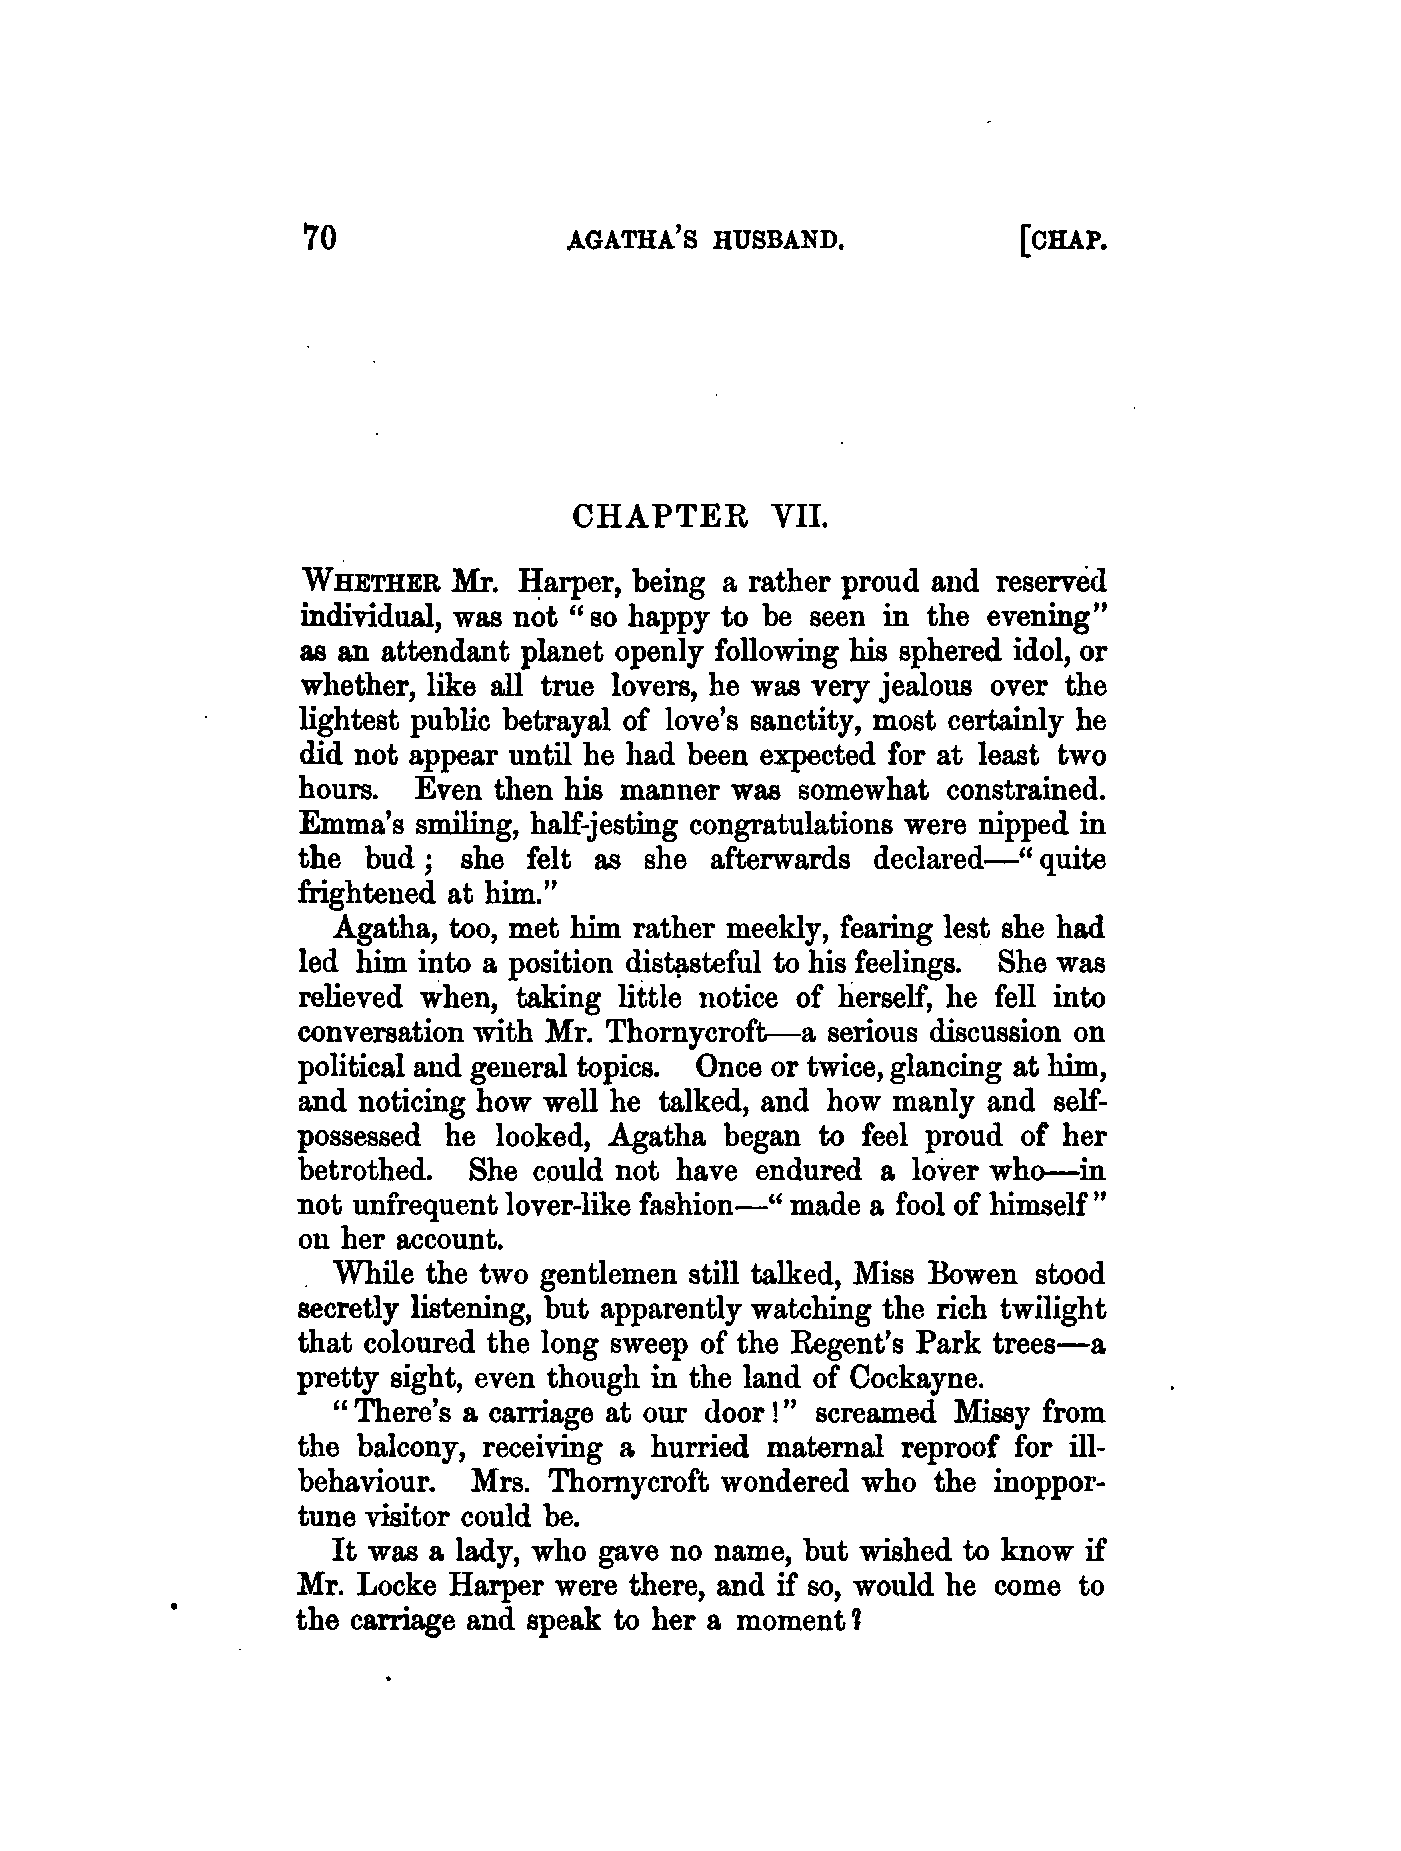 70 AGATHA'S HUSBAND. [CHAP.
CHAPTER VII.
WHETHER Mr. Harper, being a rather proud and reserved
individual, was not "so happy to be seen in the evening"
as an attendant planet openly following his sphered idol, or
whether, like all true lovers, he was very jealous over the
lightest public betrayal of love's sanctity, most certainly he
did not appear until he had been expected for at least two
hours. Even then his manner was somewhat constrained.
Emma's smiling, half-jesting congratulations were nipped in
the bud; she felt as she afterwards declared—"quite
frightened at him."
Agatha, too, met him rather meekly, fearing lest she had
led him into a position distasteful to his feelings. She was
relieved when, taking little notice of herself, he fell into
conversation with Mr. Thornycroft—a serious discussion on
political and general topics. Once or twice, glancing at him,
and noticing how well he talked, and how manly and self-
possessed he looked, Agatha began to feel proud of her
betrothed. She could not have endured a lover who—in
not unfrequent lover-like fashion—"made a fool of himself"
on her account.
While the two gentlemen still talked, Miss Bowen stood
secretly listening, but apparently watching the rich twilight
that coloured the long sweep of the Regent's Park trees—a
pretty sight, even though in the land of Cockayne.
"There's a carriage at our door!" screamed Missy from
the balcony, receiving a hurried maternal reproof for ill-
behaviour. Mrs. Thornycroft wondered who the inoppor-
tune visitor could be.
It was a lady, who gave no name, but wished to know if
Mr. Locke Harper were there, and if so, would he come to
the carriage and speak to her a moment?